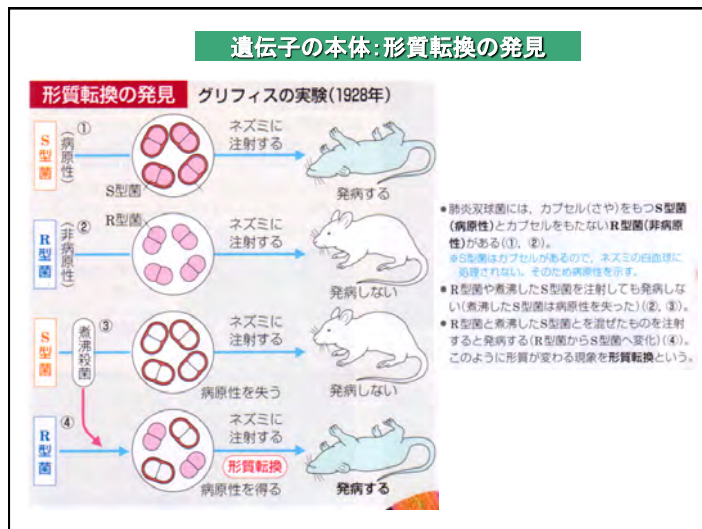 遺伝子の本体:形質転換の発見
形質転換の発見 グリフィスの実験(1928年)
S型菌
(病原性)
①
S型菌
ネズミに
注射する
発病する
R型菌
(非病原性)
②
R型菌
ネズミに
注射する
発病しない
S型菌
煮沸殺菌
③
病原性を失う
ネズミに
注射する
発病しない
R型菌
④
病原性を得る
ネズミに
注射する
形質転換
発病する
●肺炎双球菌には,カプセル(さや)をもつS型菌
(病原性)とカプセルをもたないR型菌(非病原
性)がある(①,②)。
※S型菌はカプセルがあるので,ネズミの白血球に
処理されない。そのため病原性を示す。
●R型菌や煮沸したS型菌を注射しても発病しな
い(煮沸したS型菌は病原性を失った)(②,③)。
●R型菌と煮沸したS型菌とを混ぜたものを注射
すると発病する(R型菌からS型菌へ変化)(④)。
このように形質が変わる現象を形質転換という。